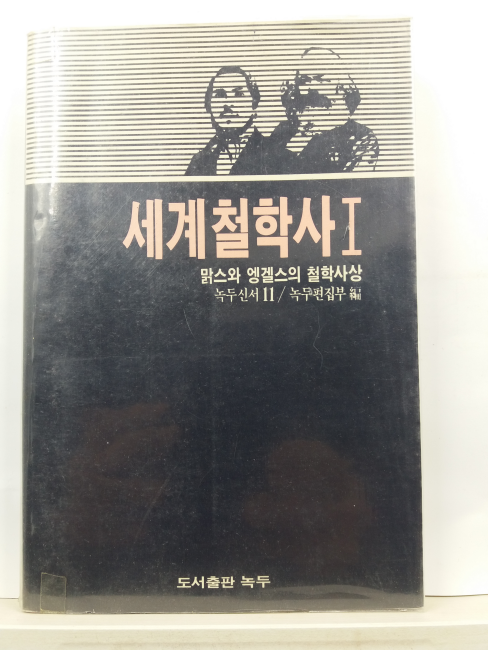 세계철학사 I
맑스와 엥겔스의 철학사상
녹두신서 11 / 녹두편집부 編
도서출판 녹두